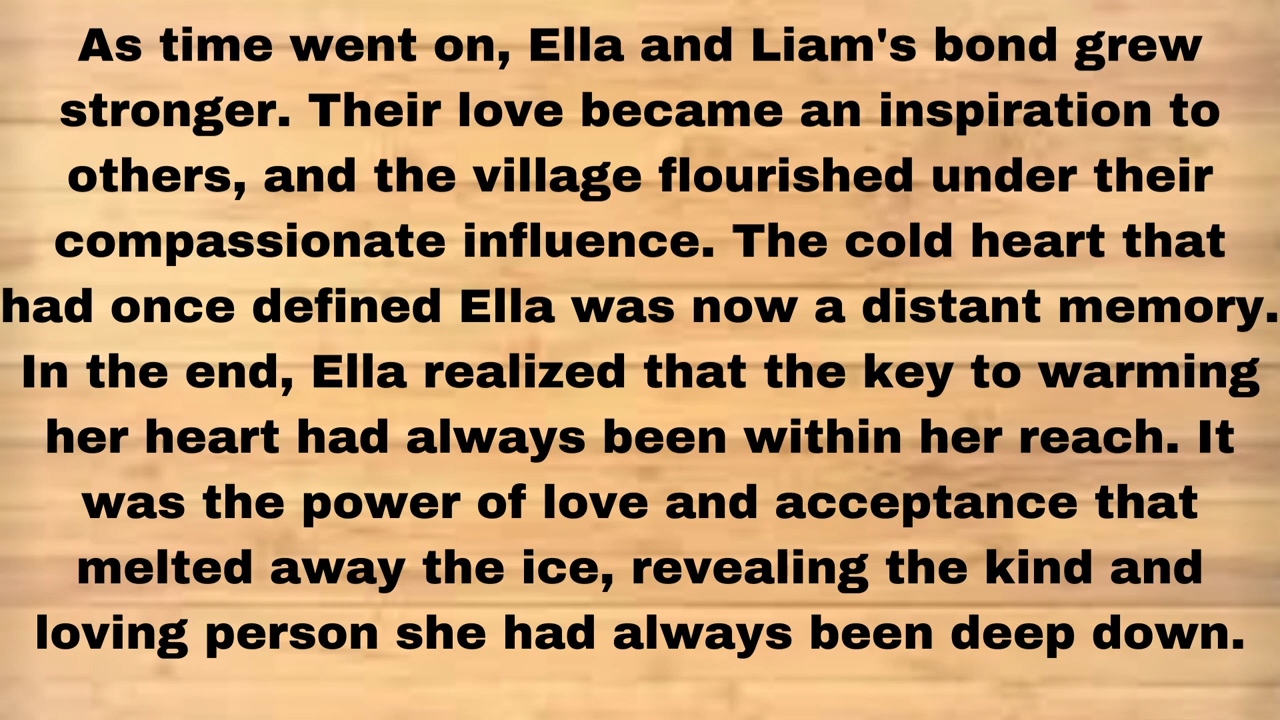 As time went on, Ella and Liam's bond grew
stronger. Their love became an inspiration to
others, and the village flourished under their
compassionate influence. The cold heart that
had once defined Ella was now a distant memory.
In the end, Ella realized that the key to warming
her heart had always been within her reach. It
was the power of love and acceptance that
melted away the ice, revealing the kind and
loving person she had always been deep down.